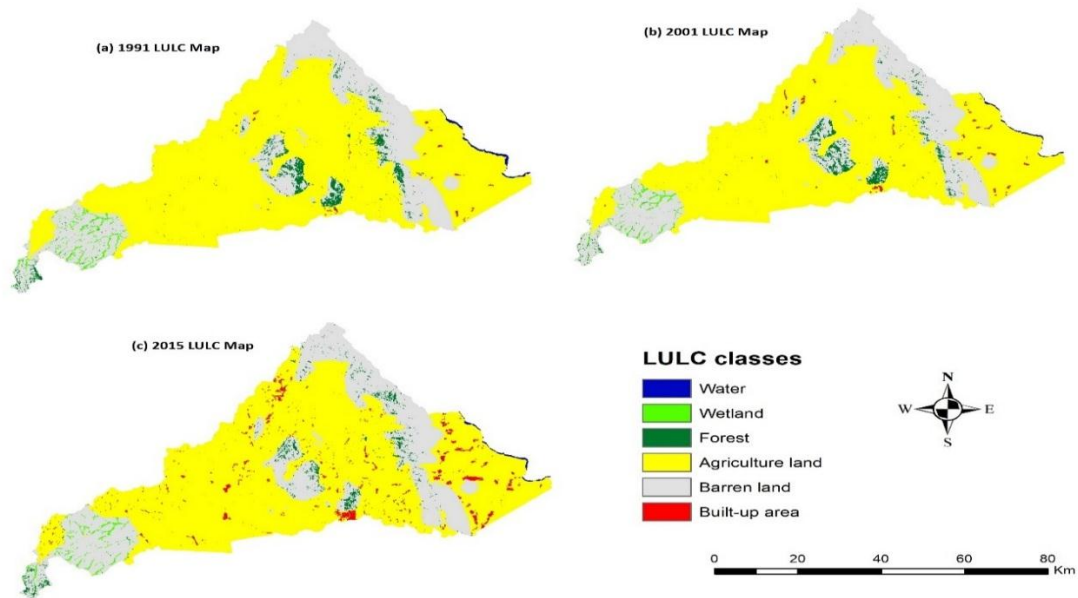 (a) 1991 LULC Map
(b) 2001 LULC Map
(c) 2015 LULC Map
LULC classes
Water
Wetland
Forest
Agriculture land
Barren land
Built-up area
N
W E
S
0 20 40 60 80
Km